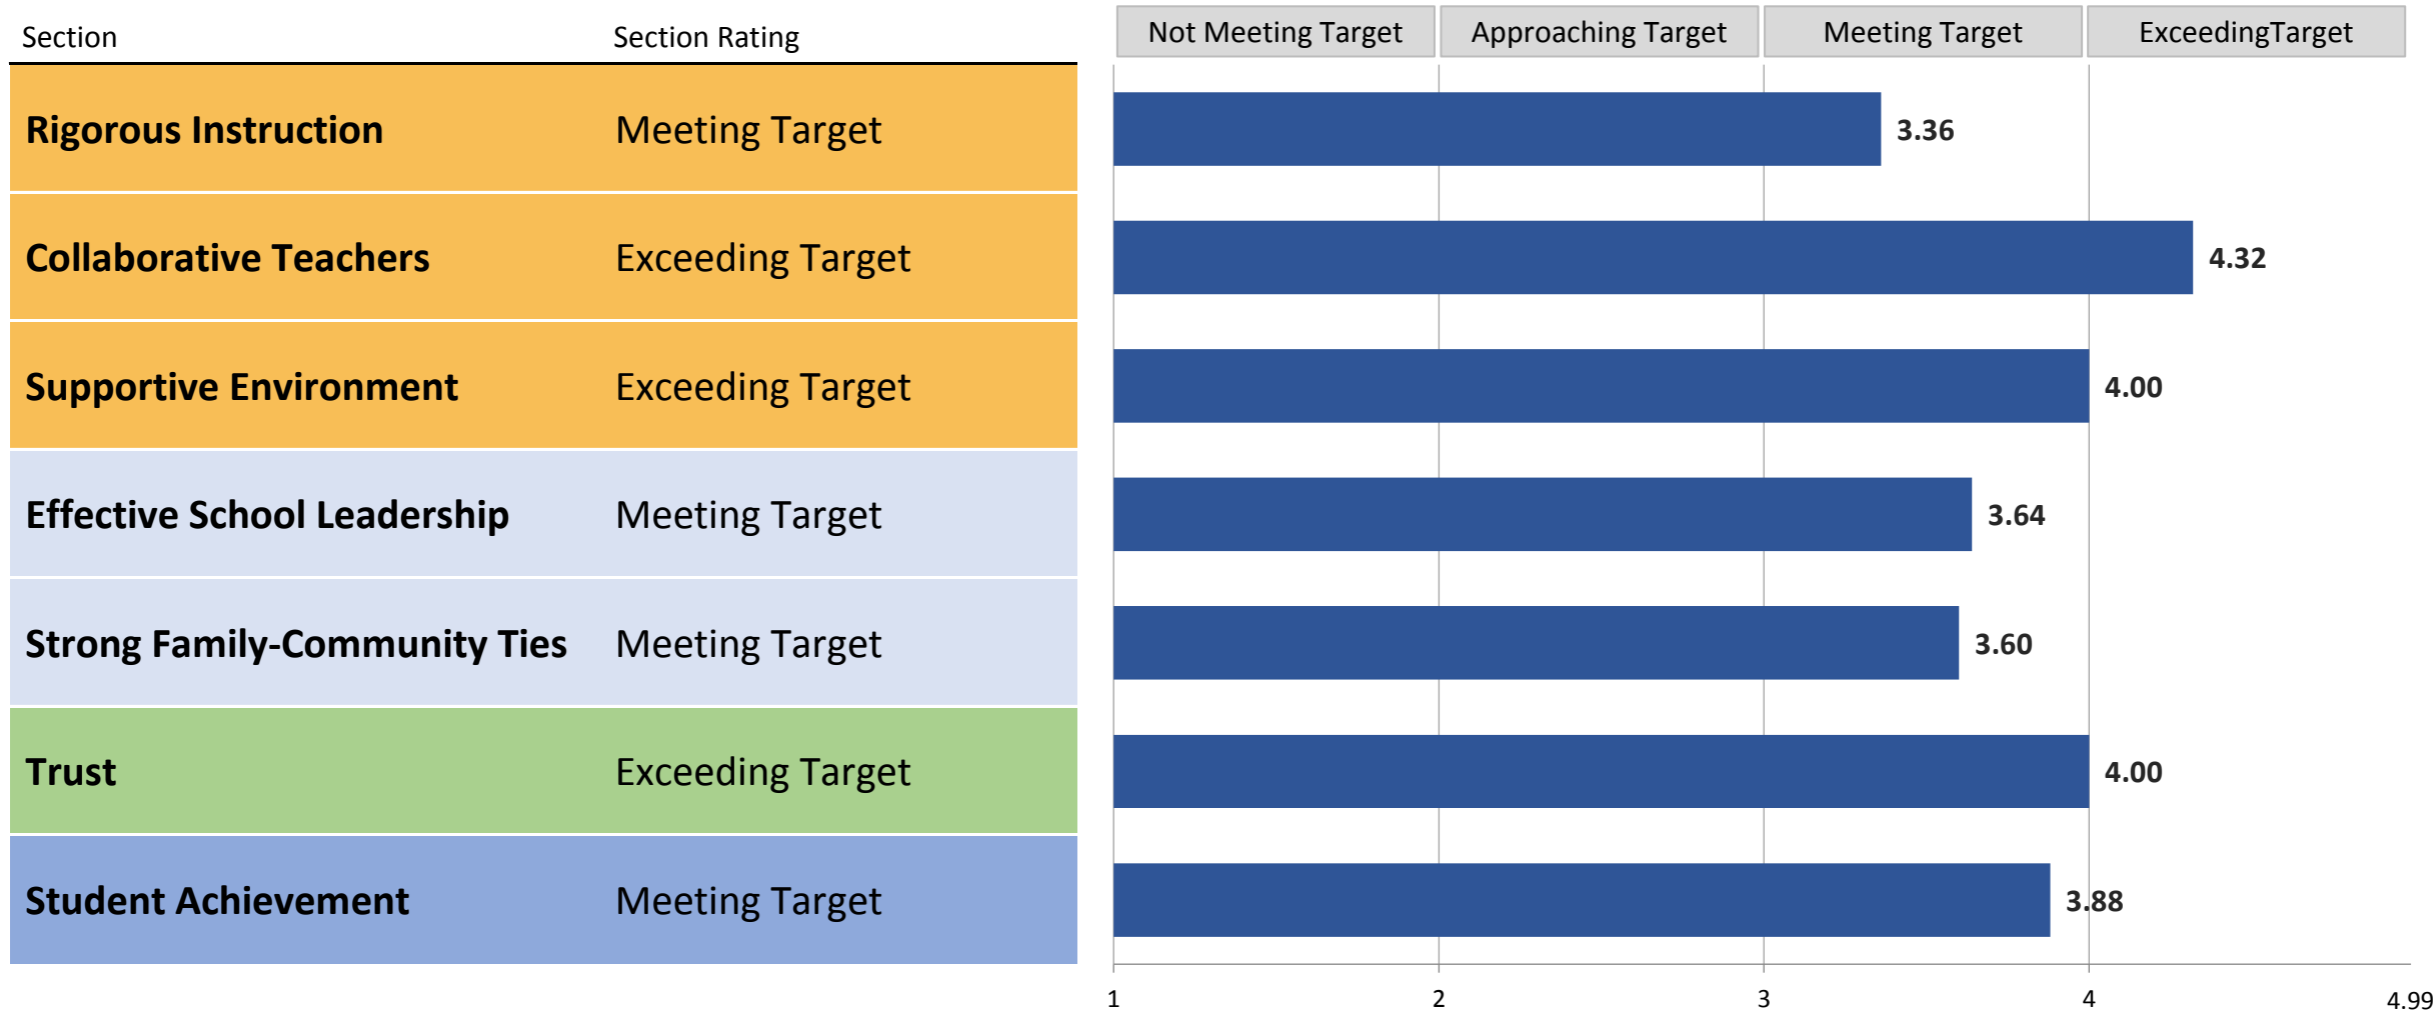 Section Section Rating Not Meeting Target Approaching Target Meeting Target ExceedingTarget
Rigorous Instruction Meeting Target 3.36
Collaborative Teachers Exceeding Target 4.32
Supportive Environment Exceeding Target 4.00
Effective School Leadership Meeting Target 3.64
Strong Family-Community Ties Meeting Target 3.60
Trust Exceeding Target 4.00
Student Achievement Meeting Target 3.88
1 2 3 4 4.99